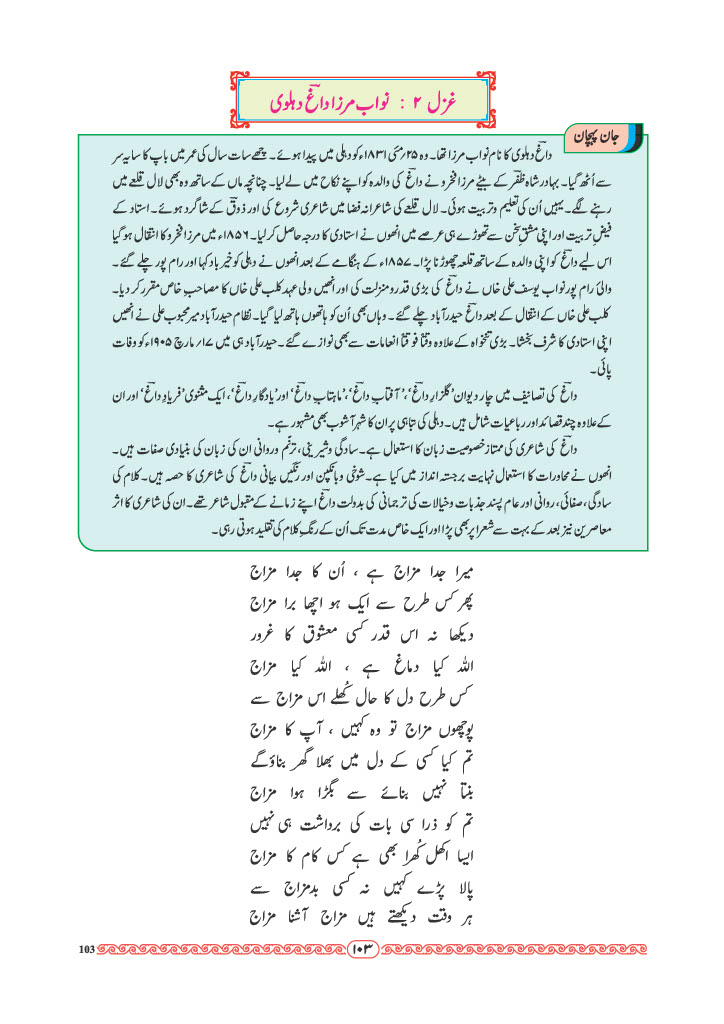 غزل ۲ : نواب مرزا داغؔ دہلوی
جان پہچان
داغؔ دہلوی کا نام نواب مرزا تھا۔ وہ ۲۵؍مئی ۱۸۳۱ء کو دہلی میں پیدا ہوئے۔ چھے سات سال کی عمر میں باپ کا سایہ سر
سے اُٹھ گیا۔ بہادر شاہ ظفرؔ کے بیٹے مرزا فخرو نے داغؔ کی والدہ کو اپنے نکاح میں لے لیا۔ چنانچہ ماں کے ساتھ وہ بھی لال قلعے میں
رہنے لگے۔ یہیں اُن کی تعلیم و تربیت ہوئی۔ لال قلعے کی شاعرانہ فضا میں شاعری شروع کی اور ذوقؔ کے شاگرد ہوئے۔ استاد کے
فیضِ تربیت اور اپنی مشقِ سخن سے تھوڑے ہی عرصے میں انھوں نے استادی کا درجہ حاصل کرلیا۔ ۱۸۵۶ء میں مرزا فخرو کا انتقال ہوگیا
اس لیے داغؔ کو اپنی والدہ کے ساتھ قلعہ چھوڑنا پڑا۔ ۱۸۵۷ء کے ہنگامے کے بعد انھوں نے دہلی کو خیر باد کہا اور رام پور چلے گئے۔
والیِ رام پور نواب یوسف علی خاں نے داغؔ کی بڑی قدر و منزلت کی اور انھیں ولی عہد کلب علی خاں کا مصاحبِ خاص مقرر کر دیا۔
کلب علی خاں کے انتقال کے بعد داغؔ حیدرآباد چلے گئے۔ وہاں بھی اُن کو ہاتھوں ہاتھ لیا گیا۔ نظام حیدرآباد میر محبوب علی نے انھیں
اپنی استادی کا شرف بخشا۔ بڑی تنخواہ کے علاوہ وقتاً فوقتاً انعامات سے بھی نوازے گئے۔ حیدرآباد ہی میں ۱۷؍مارچ ۱۹۰۵ء کو وفات
پائی۔
داغؔ کی تصانیف میں چار دیوان ’گلزارِ داغؔ‘، ’آفتابِ داغؔ‘، ’ماہتابِ داغؔ‘ اور ’یادگارِ داغؔ‘، ایک مثنوی ’فریادِ داغؔ‘ اور ان
کے علاوہ چند قصائد اور رباعیات شامل ہیں۔ دہلی کی تباہی پر ان کا شہر آشوب بھی مشہور ہے۔
داغؔ کی شاعری کی ممتاز خصوصیت زبان کا استعمال ہے۔ سادگی و شیرینی، ترنّم و روانی ان کی زبان کی بنیادی صفات ہیں۔
انھوں نے محاورات کا استعمال نہایت برجستہ انداز میں کیا ہے۔ شوخی و بانکپن اور رنگیں بیانی داغؔ کی شاعری کا حصہ ہیں۔ کلام کی
سادگی، صفائی، روانی اور عام پسند جذبات و خیالات کی ترجمانی کی بدولت داغؔ اپنے زمانے کے مقبول شاعر تھے۔ ان کی شاعری کا اثر
معاصرین نیز بعد کے بہت سے شعرا پر بھی پڑا اور ایک خاص مدت تک اُن کے رنگِ کلام کی تقلید ہوتی رہی۔
میرا جدا مزاج ہے ، اُن کا جدا مزاج
پھر کس طرح سے ایک ہو اچھا برا مزاج
دیکھا نہ اس قدر کسی معشوق کا غرور
اللہ کیا دماغ ہے ، اللہ کیا مزاج
کس طرح دل کا حال کُھلے اس مزاج سے
پوچھوں مزاج تو وہ کہیں ، آپ کا مزاج
تم کیا کسی کے دل میں بھلا گھر بناؤگے
بنتا نہیں بنائے سے بگڑا ہوا مزاج
تم کو ذرا سی بات کی برداشت ہی نہیں
ایسا اکھل کُھرا بھی ہے کس کام کا مزاج
پالا پڑے کہیں نہ کسی بدمزاج سے
ہر وقت دیکھتے ہیں مزاج آشنا مزاج
۱۰۳
103